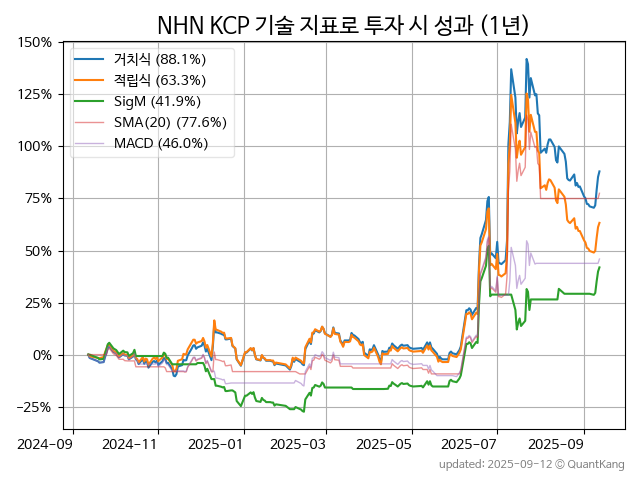 NHN KCP 기술 지표로 투자 시 성과 (1년)
150%
125%
100%
75%
50%
25%
0%
−25%
거치식 (88.1%)
적립식 (63.3%)
SigM (41.9%)
SMA(20) (77.6%)
MACD (46.0%)
2024-09
2024-11
2025-01
2025-03
2025-05
2025-07
2025-09
updated: 2025-09-12 © QuantKang